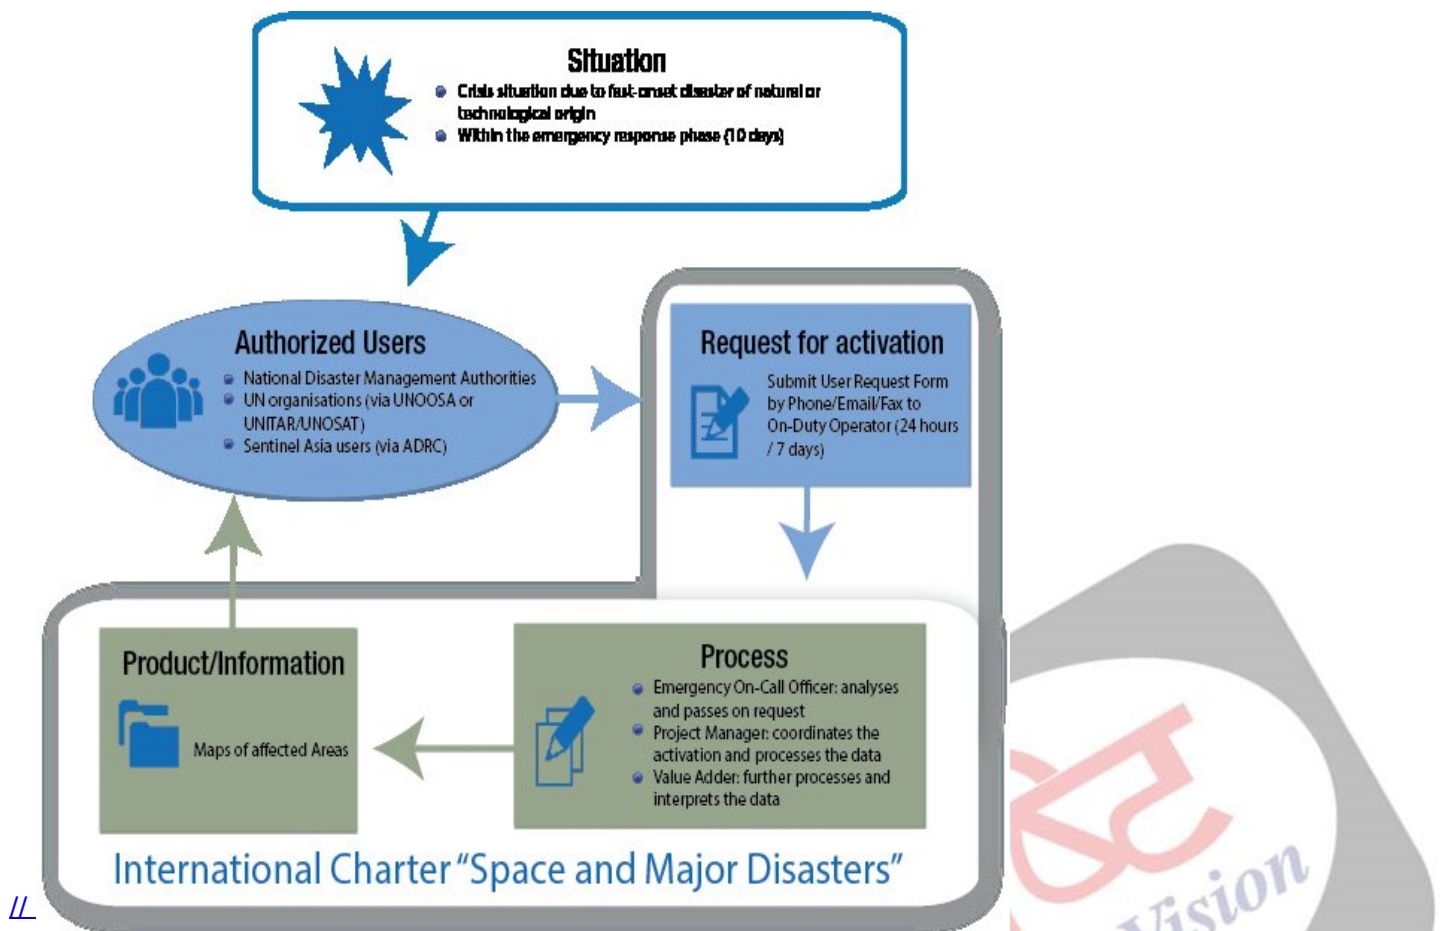 Situation
Crisis situation due to fast-onset disaster of natural or
technological origin
Within the emergency response phase (10 days)
Authorized Users
National Disaster Management Authorities
UN organisations (via UNOOSA or
UNITAR/UNOSAT)
Sentinel Asia users (via ADRC)
Request for activation
Submit User Request Form
by Phone/Email/Fax to
On-Duty Operator (24 hours
/ 7 days)
Product/Information
Maps of affected Areas
Process
Emergency On-Call Officer: analyses
and passes on request
Project Manager: coordinates the
activation and processes the data
Value Adder: further processes and
interprets the data
International Charter “Space and Major Disasters”
//
Vision